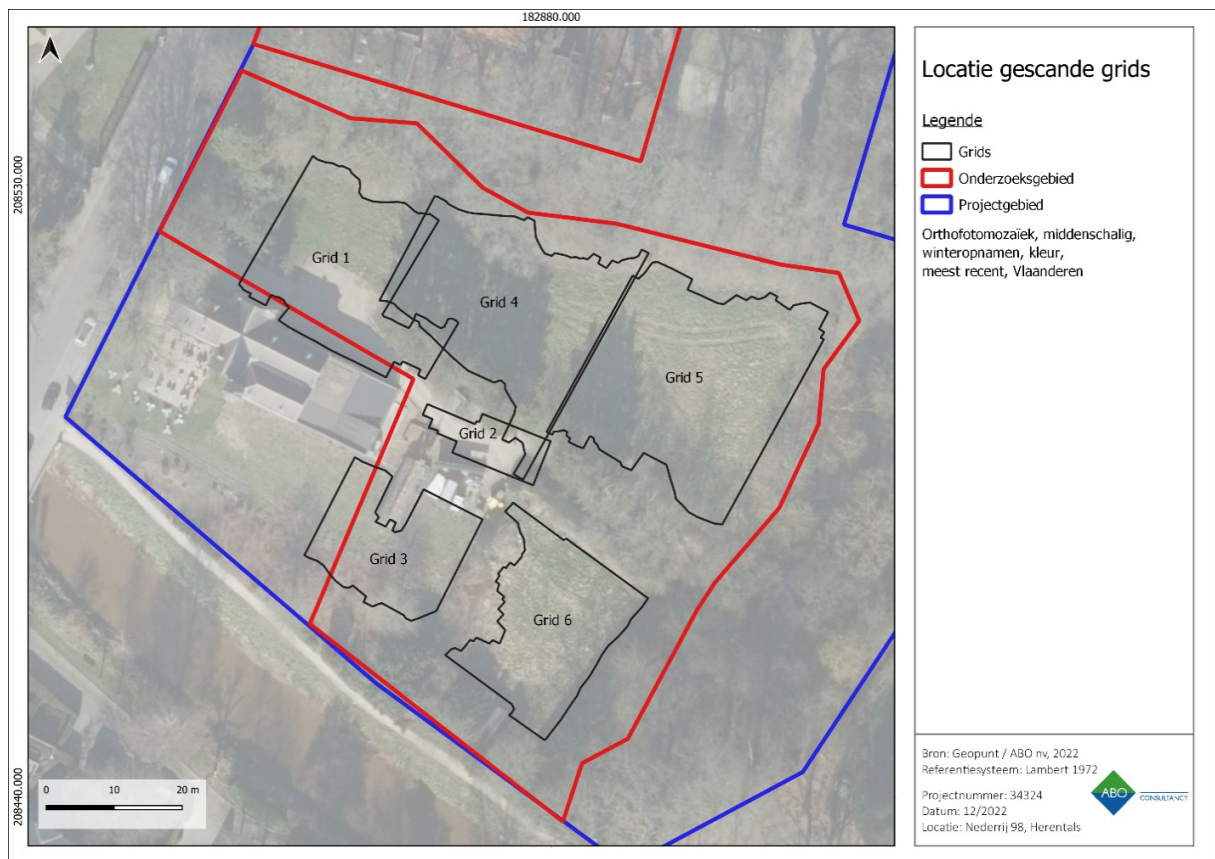 182880.000
208530.000
208440.000
Grid 1
Grid 4
Grid 5
Grid 2
Grid 3
Grid 6
0 10 20 m
Locatie gescande grids
Legende
Grids
Onderzoeksgebied
Projectgebied
Orthofotomozaïek, middenschalig,
winteropnamen, kleur,
meest recent, Vlaanderen
Bron: Geopunt / ABO nv, 2022
Referentiesysteem: Lambert 1972
Projectnummer: 34324
Datum: 12/2022
Locatie: Nederrij 98, Herentals
ABO
CONSULTANCY